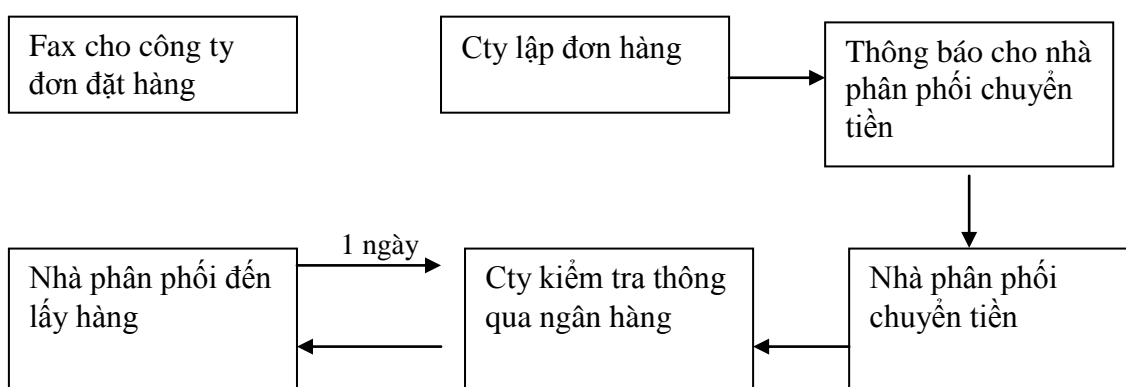 Fax cho công ty
đơn đặt hàng
Cty lập đơn hàng
Thông báo cho nhà
phân phối chuyển
tiền
Nhà phân phối đến
lấy hàng
1 ngày
Cty kiểm tra thông
qua ngân hàng
Nhà phân phối
chuyển tiền